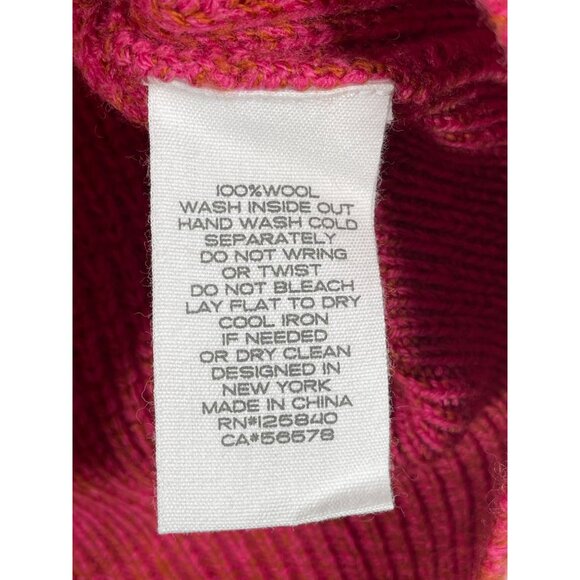 100%WOOL
WASH INSIDE OUT
HAND WASH COLD
SEPARATELY
DO NOT WRING
OR TWIST
DO NOT BLEACH
LAY FLAT TO DRY
COOL IRON
IF NEEDED
OR DRY CLEAN
DESIGNED IN
NEW YORK
MADE IN CHINA
RN#125840
CA#56578